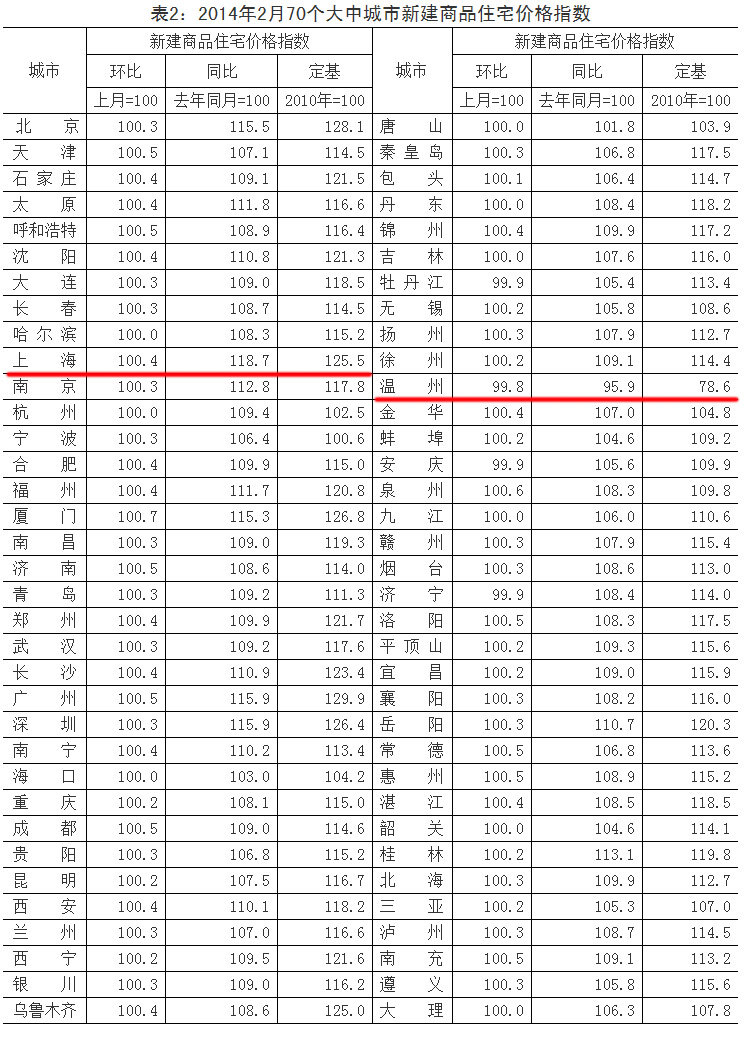 表2：2014年2月70个大中城市新建商品住宅价格指数
城市 新建商品住宅价格指数 城市 新建商品住宅价格指数
环比 同比 定基 环比 同比 定基
上月=100 去年同月=100 2010年=100 上月=100 去年同月=100 2010年=100
北京 100.3 115.5 128.1 唐山 100.0 101.8 103.9
天津 100.5 107.1 114.5 秦皇岛 100.3 106.8 117.5
石家庄 100.4 109.1 121.5 包头 100.1 106.4 114.7
太原 100.4 111.8 116.6 丹东 100.0 108.4 118.2
呼和浩特 100.5 108.9 116.4 锦州 100.4 109.9 117.2
沈阳 100.4 110.8 121.3 吉林 100.0 107.6 116.0
大连 100.3 109.0 118.5 牡丹江 99.9 105.4 113.4
长春 100.3 108.7 114.5 无锡 100.2 105.8 108.6
哈尔滨 100.0 108.3 115.2 扬州 100.3 107.9 112.7
上海 100.4 118.7 125.5 徐州 100.2 109.1 114.4
南京 100.3 112.8 117.8 温州 99.8 95.9 78.6
杭州 100.0 109.4 102.5 金华 100.4 107.0 104.8
宁波 100.3 106.4 100.6 蚌埠 100.2 104.6 109.2
合肥 100.4 109.9 115.0 安庆 99.9 105.6 109.9
福州 100.4 111.7 120.8 泉州 100.6 108.3 109.8
厦门 100.7 115.3 126.8 九江 100.0 106.0 110.6
南昌 100.3 109.0 119.3 赣州 100.3 107.9 115.4
济南 100.5 108.6 114.0 烟台 100.3 108.6 113.0
青岛 100.3 109.2 111.3 济宁 99.9 108.4 114.0
郑州 100.4 109.9 121.7 洛阳 100.5 108.3 117.5
武汉 100.3 109.2 117.6 平顶山 100.2 109.3 115.6
长沙 100.4 110.9 123.4 宜昌 100.2 109.0 115.9
广州 100.5 115.9 129.9 襄阳 100.3 108.2 116.0
深圳 100.3 115.9 126.4 岳阳 100.3 110.7 120.3
南宁 100.4 110.2 113.4 常德 100.5 106.8 113.6
海口 100.0 103.0 104.2 惠州 100.5 108.9 115.2
重庆 100.2 108.1 115.0 湛江 100.4 108.5 118.5
成都 100.5 109.0 114.6 韶关 100.0 104.6 114.1
贵阳 100.3 106.8 115.2 桂林 100.2 113.1 119.8
昆明 100.2 107.5 116.7 北海 100.3 109.9 112.7
西安 100.4 110.1 118.2 三亚 100.2 105.3 107.0
兰州 100.3 107.0 116.6 泸州 100.3 108.7 114.5
西宁 100.2 109.5 121.6 南充 100.5 109.1 113.2
银川 100.3 109.0 116.2 遵义 100.3 105.8 115.6
乌鲁木齐 100.4 108.6 125.0 大理 100.0 106.3 107.8